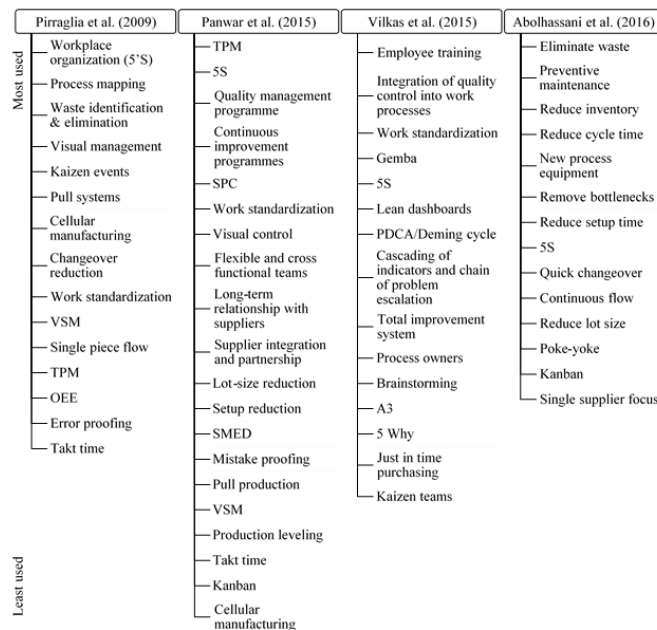 Most used
Least used
Pirraglia et al. (2009)
Workplace
organization (5'S)
Process mapping
Waste identification
& elimination
Visual management
Kaizen events
Pull systems
Cellular
manufacturing
Changeover
reduction
Work standardization
VSM
Single piece flow
TPM
OEE
Error proofing
Takt time
Panwar et al. (2015)
TPM
5S
Quality management
programme
Continuous
improvement
programmes
SPC
Work standardization
Visual control
Flexible and cross
functional teams
Long-term
relationship with
suppliers
Supplier integration
and partnership
Lot-size reduction
Setup reduction
SMED
Mistake proofing
Pull production
VSM
Production leveling
Takt time
Kanban
Cellular
manufacturing
Vilkas et al. 2015)
Employee training
Integration of quality
control into work
processes
Work standardization
Gemba
5S
Lean dashboards
PDCA/Deming cycle
Cascading of
indicators and chain
of problem
escalation
Total improvement
system
Process owners
Brainstorming
A3
5 Why
Just in time
purchasing
Kaizen teams
Abolhassani et al. (2016)
Eliminate waste
Preventive
maintenance
Reduce inventory
Reduce cycle time
New process
equipment
Remove bottlenecks
Reduce setup time
5S
Quick changeover
Continuous flow
Reduce lot size
Poke-yoke
Kanban
Single supplier focus